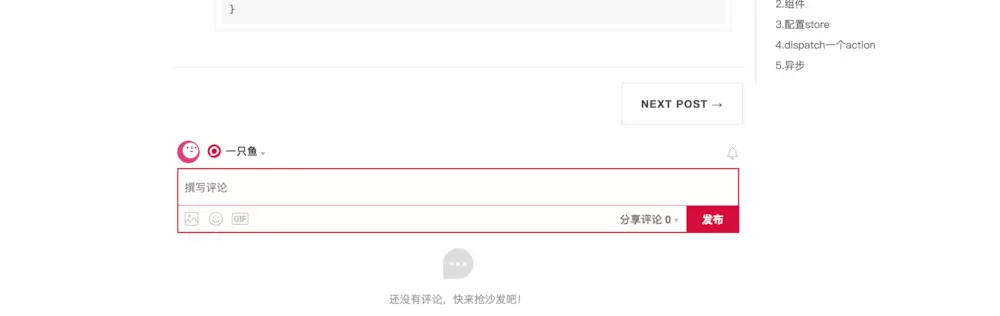 }
2.组件
3.配置store
4.dispatch一个action
5.异步
NEXT POST →
一只鱼
撰写评论
GIF
分享评论 0
发布
还没有评论，快来抢沙发吧！